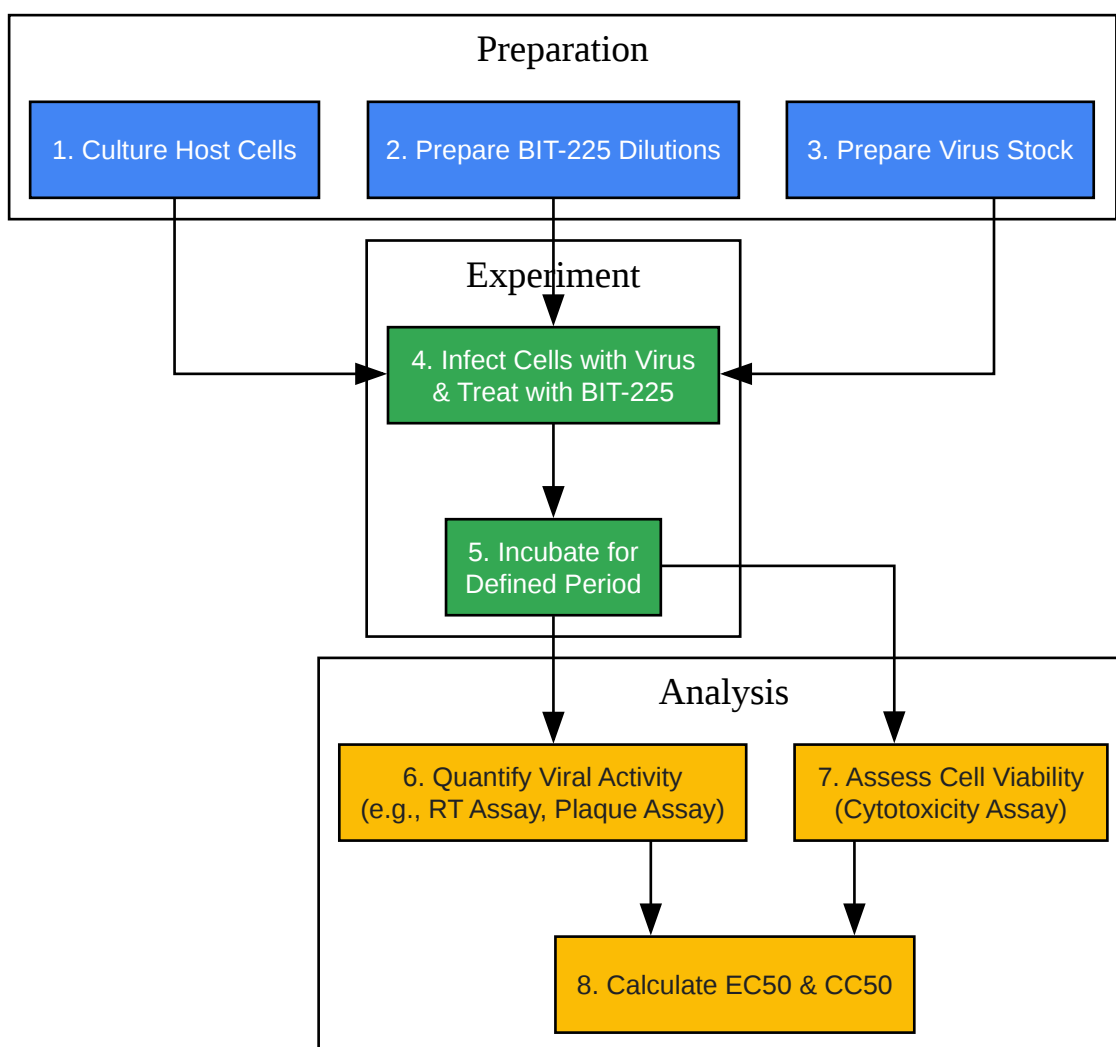 Preparation
1. Culture Host Cells
2. Prepare BIT-225 Dilutions
3. Prepare Virus Stock
Experiment
4. Infect Cells with Virus
& Treat with BIT-225
5. Incubate for
Defined Period
Analysis
6. Quantify Viral Activity
(e.g., RT Assay, Plaque Assay)
7. Assess Cell Viability
(Cytotoxicity Assay)
8. Calculate EC50 & CC50